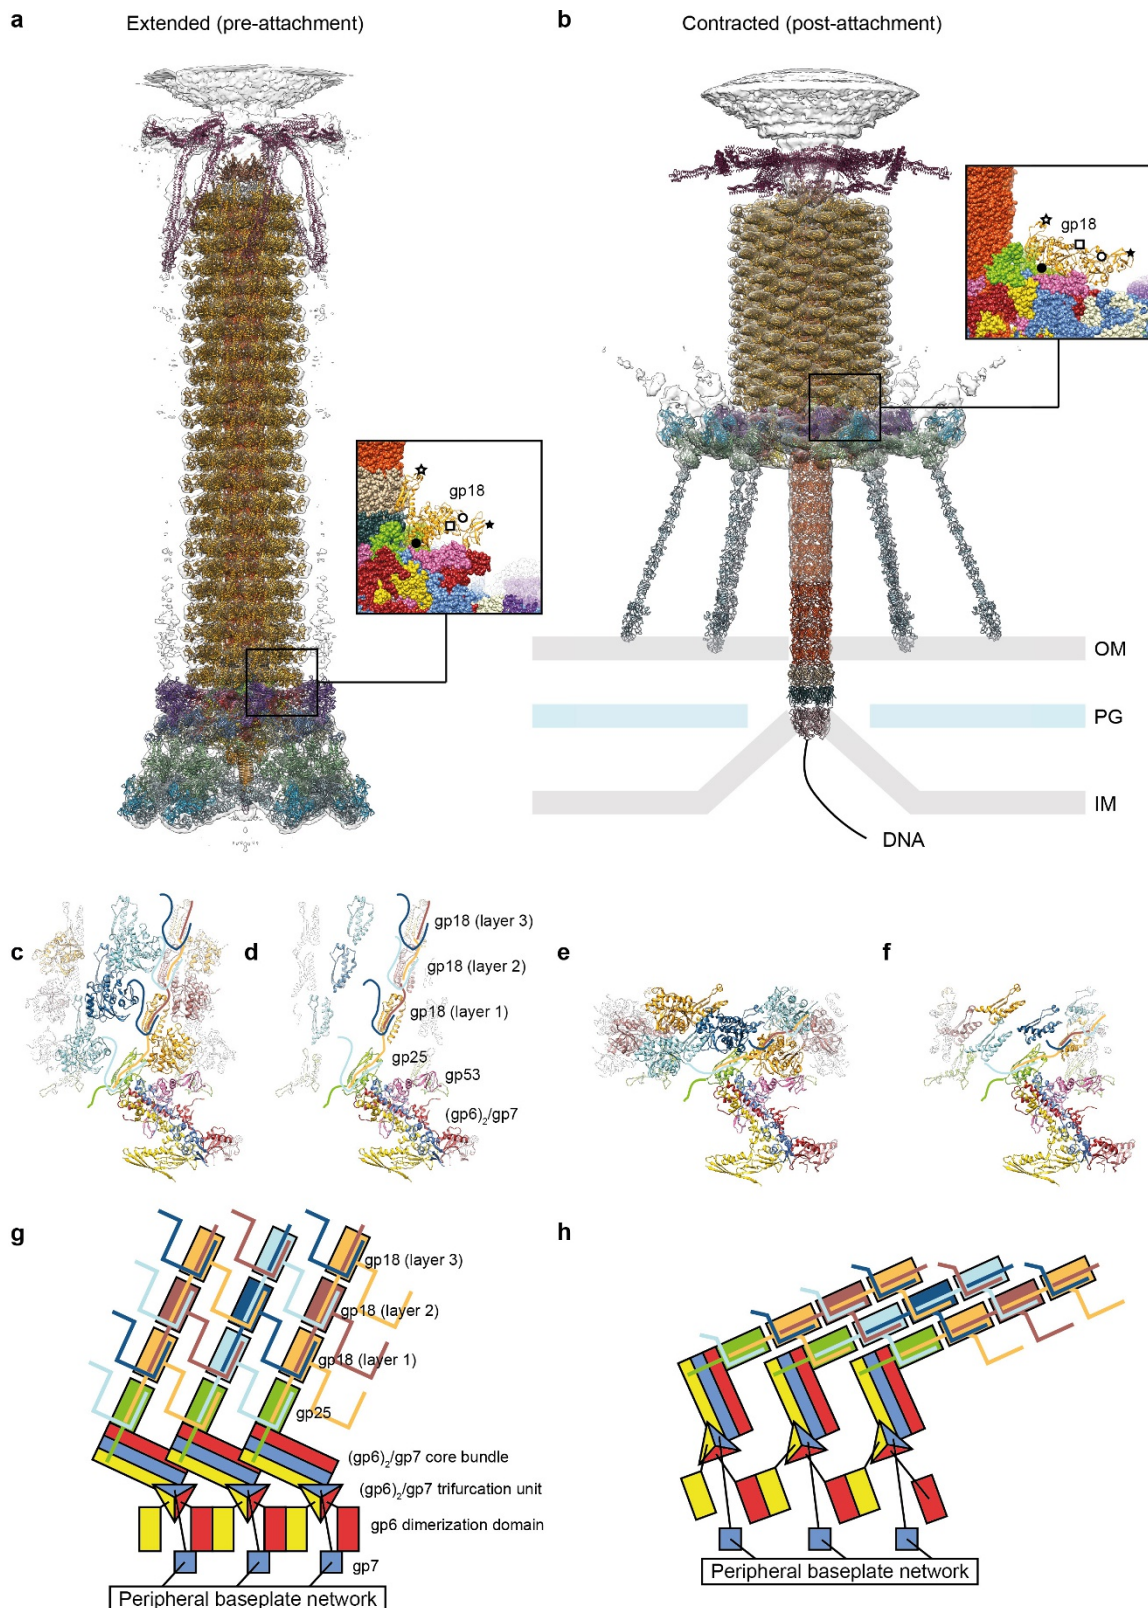 a
Extended (pre-attachment)
b
Contracted (post-attachment)
gp18
gp18
OM
PG
IM
DNA
c
d
gp18 (layer 3)
gp18 (layer 2)
gp18 (layer 1)
gp25
gp53
(gp6)2/gp7
e
f
g
gp18 (layer 3)
gp18 (layer 2)
gp18 (layer 1)
gp25
(gp6)2/gp7 core bundle
(gp6)2/gp7 trifurcation unit
gp6 dimerization domain
gp7
Peripheral baseplate network
h
Peripheral baseplate network